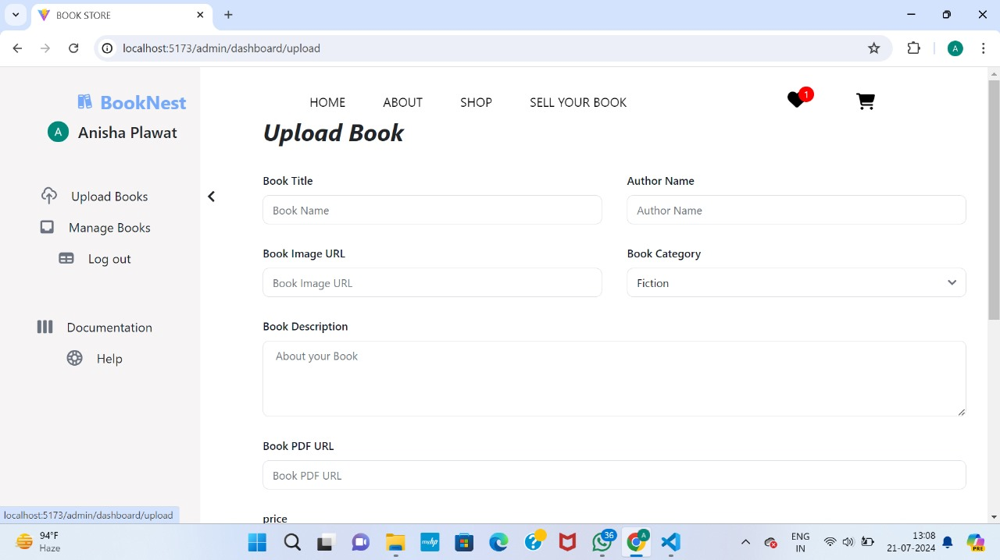 BOOK STORE
localhost:5173/admin/dashboard/upload
A
BookNest
A Anisha Plawat
Upload Books
Manage Books
Log out
Documentation
Help
HOME ABOUT SHOP SELL YOUR BOOK
1
Upload Book
Book Title Author Name
Book Name Author Name
Book Image URL Book Category
Book Image URL Fiction
Book Description
About your Book
Book PDF URL
Book PDF URL
price
localhost:5173/admin/dashboard/upload
94°F
Haze
myhp
36
A
ENG
IN
13:08
21-07-2024
PRE